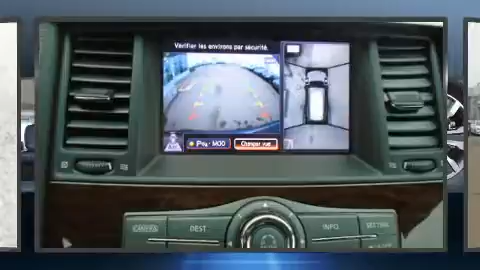 Vérifier les environs par sécurité.
Changer vue
CAMERA
DEST
INFO
SETTING